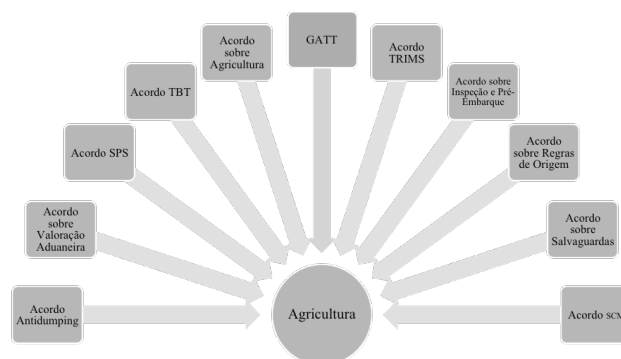 GATT
Acordo
sobre
Agricultura
Acordo
TRIMS
Acordo TBT
Acordo sobre
Inspeção e Pré-
Embarque
Acordo SPS
Acordo
sobre Regras
de Origem
Acordo
sobre
Valoração
Aduaneira
Acordo
sobre
Salvaguardas
Acordo
Antidumping
Agricultura
Acordo SCM